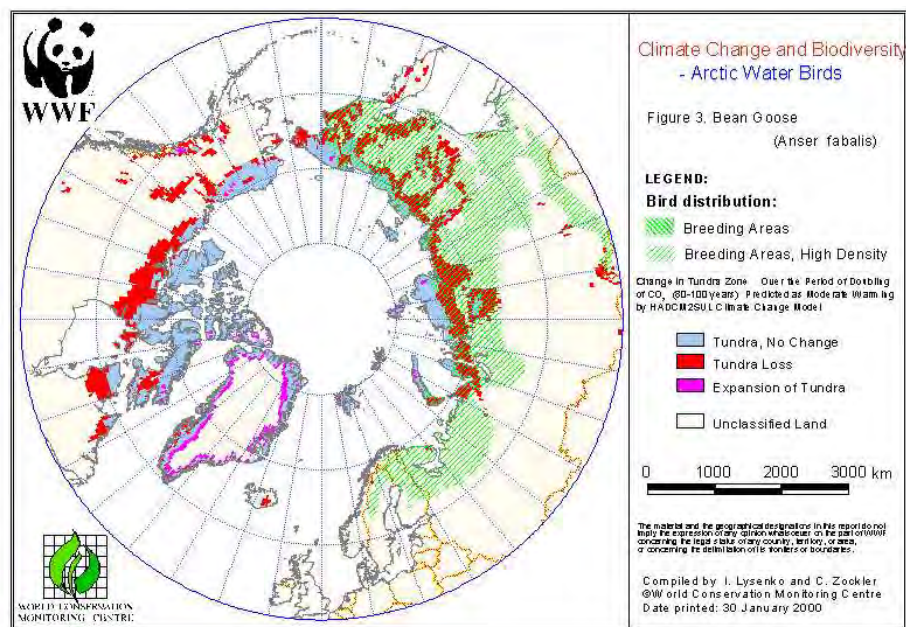 WWF
WORLD CONSERVATION
MONITORING CENTRE
Climate Change and Biodiversity
- Arctic Water Birds
Figure 3. Bean Goose
(Anser fabalis)
LEGEND:
Bird distribution:
Breeding Areas
Breeding Areas, High Density
Change in Tundra Zone Over the Period of Doubling
of CO₂ (80-100 years) Predicted as Moderate Warming
by HADCM2SUL Climate Change Model
Tundra, No Change
Tundra Loss
Expansion of Tundra
Unclassified Land
0 1000 2000 3000 km
The material and the geographical designations in this report do not
imply the expression of any opinion whatsoever on the part of WWF
concerning the legal status of any country, territory, or area,
or concerning the delimitation of its frontiers or boundaries.
Compiled by I. Lysenko and C. Zockler
©World Conservation Monitoring Centre
Date printed: 30 January 2000